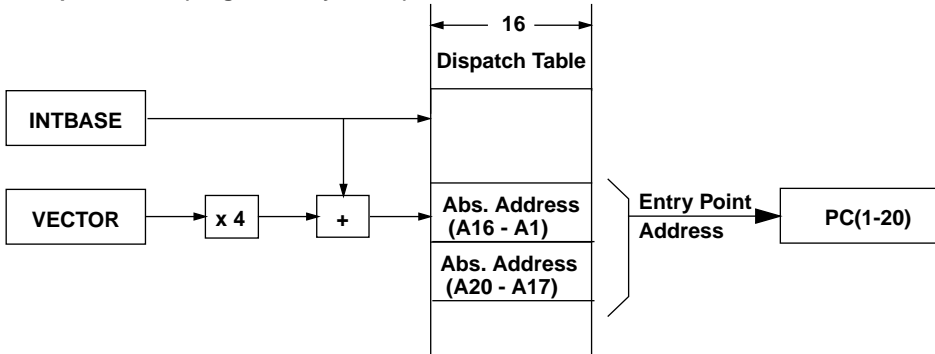 16
Dispatch Table
INTBASE
VECTOR
x 4
+
Abs. Address
(A16 - A1)
Abs. Address
(A20 - A17)
Entry Point
Address
PC(1-20)